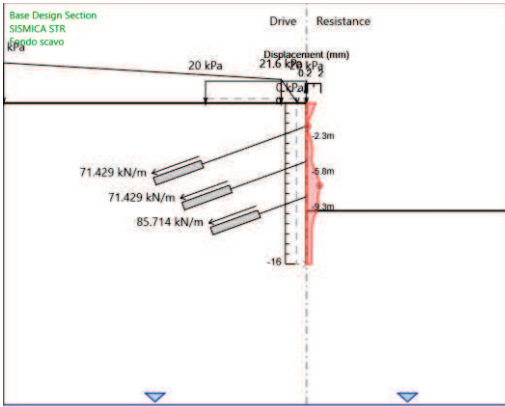 Base Design Section
SISMICA STR
Fondo scavo
Drive Resistance
kPa
Displacement (mm)
20 kPa
21.6 kPa
0.2 2
-2.3m
-5.8m
-9.3m
71.429 kN/m
71.429 kN/m
85.714 kN/m
-16